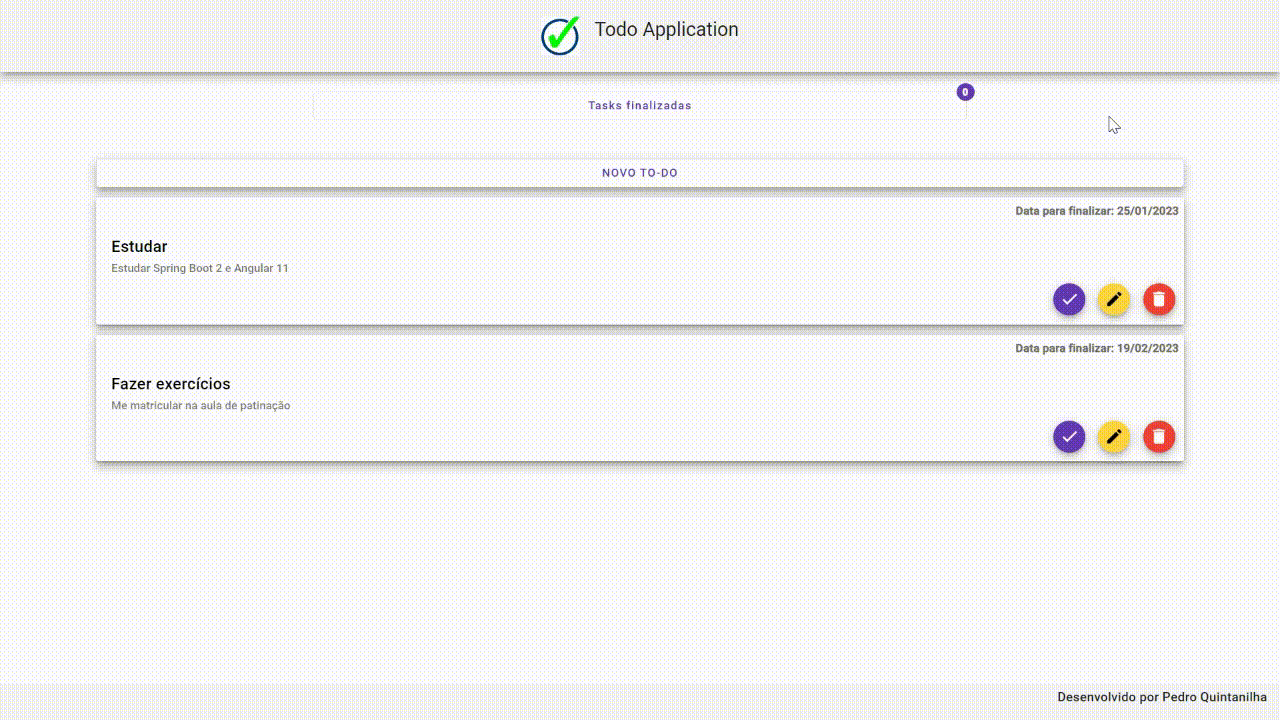 Todo Application
0
Tasks finalizadas
NOVO TO-DO
Data para finalizar: 25/01/2023
Estudar
Estudar Spring Boot 2 e Angular 11
Data para finalizar: 19/02/2023
Fazer exercícios
Me matricular na aula de patinação
Desenvolvido por Pedro Quintanilha